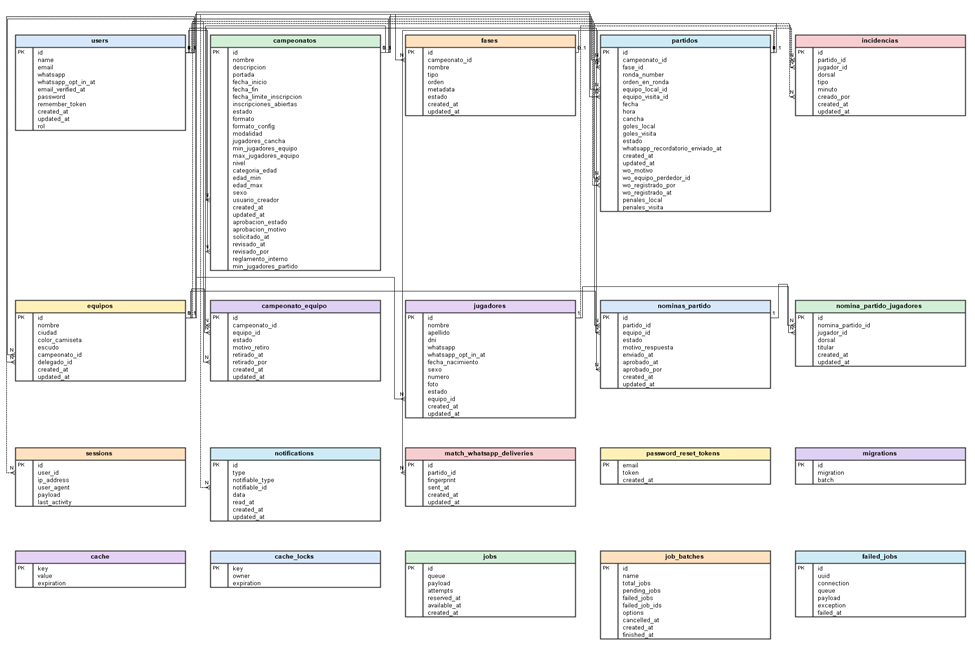 users
PK
id
name
email
whatsapp
whatsapp_opt_in_at
email_verified_at
password
remember_token
created_at
updated_at
rol
campeonatos
PK
id
nombre
descripcion
portada
fecha_inicio
fecha_fin
fecha_limite_inscripcion
inscripciones_abiertas
estado
formato
formato_config
modalidad
jugadores_cancha
min_jugadores_equipo
max_jugadores_equipo
nivel
categoria_edad
edad_min
edad_max
sexo
usuario_creador
created_at
updated_at
aprobacion_estado
aprobacion_motivo
solicitado_at
revisado_at
revisado_por
reglamento_interno
min_jugadores_partido
fases
PK
id
campeonato_id
nombre
tipo
orden
metadata
estado
created_at
updated_at
partidos
PK
id
campeonato_id
fase_id
ronda_number
orden_en_ronda
equipo_local_id
equipo_visita_id
fecha
hora
cancha
goles_local
goles_visita
estado
whatsapp_recordatorio_enviado_at
created_at
updated_at
wo_motivo
wo_equipo_perdedor_id
wo_registrado_por
wo_registrado_at
penales_local
penales_visita
incidencias
PK
id
partido_id
jugador_id
dorsal
tipo
minuto
creado_por
created_at
updated_at
equipos
PK
id
nombre
ciudad
color_camiseta
escudo
campeonato_id
delegado_id
created_at
updated_at
campeonato_equipo
PK
id
campeonato_id
equipo_id
estado
motivo_retiro
retirado_at
retirado_por
created_at
updated_at
jugadores
PK
id
nombre
apellido
dni
whatsapp
whatsapp_opt_in_at
fecha_nacimiento
sexo
numero
foto
estado
equipo_id
created_at
updated_at
nominas_partido
PK
id
partido_id
equipo_id
estado
motivo_respuesta
enviado_at
aprobado_at
aprobado_por
created_at
updated_at
nomina_partido_jugadores
PK
id
nomina_partido_id
jugador_id
dorsal
titular
created_at
updated_at
sessions
PK
id
user_id
ip_address
user_agent
payload
last_activity
notifications
PK
id
type
notifiable_type
notifiable_id
data
read_at
created_at
updated_at
match_whatsapp_deliveries
PK
id
partido_id
fingerprint
sent_at
created_at
updated_at
password_reset_tokens
PK
email
token
created_at
migrations
PK
id
migration
batch
cache
PK
key
value
expiration
cache_locks
PK
key
owner
expiration
jobs
PK
id
queue
payload
attempts
reserved_at
available_at
created_at
job_batches
PK
id
name
total_jobs
pending_jobs
failed_jobs
failed_job_ids
options
cancelled_at
created_at
finished_at
failed_jobs
PK
id
uuid
connection
queue
payload
exception
failed_at